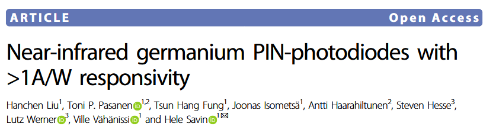 ARTICLE Open Access
Near-infrared germanium PIN-photodiodes with
>1A/W responsivity
Hanchen Liu1, Toni P. Pasanen1,2, Tsun Hang Fung1, Joonas Isometsä1, Antti Haarahiltunen2, Steven Hesse3,
Lutz Werner3, Ville Vähänissi1 and Hele Savin1✉